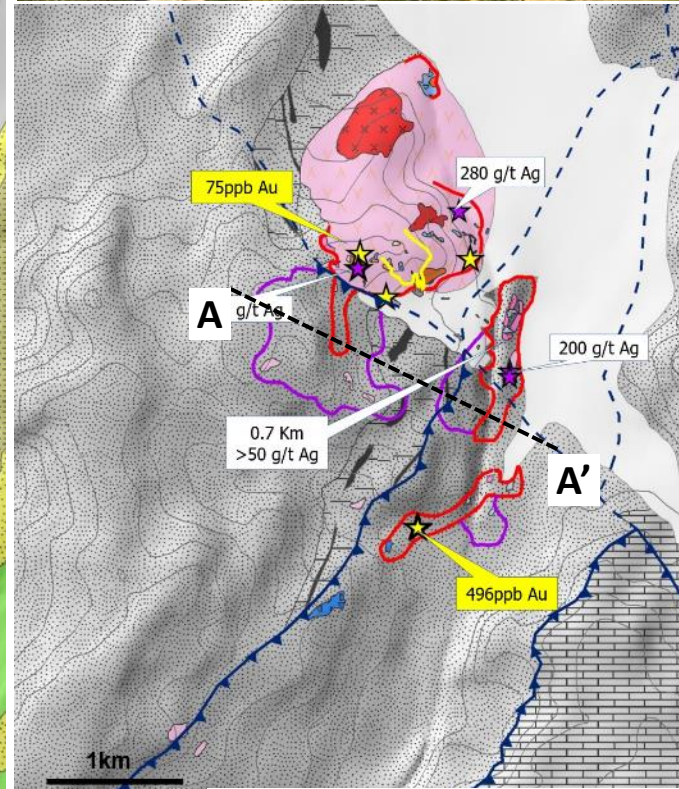 280 g/t Ag
75ppb Au
g/t Ag
A
200 g/t Ag
0.7 Km
>50 g/t Ag
A'
496ppb Au
1km